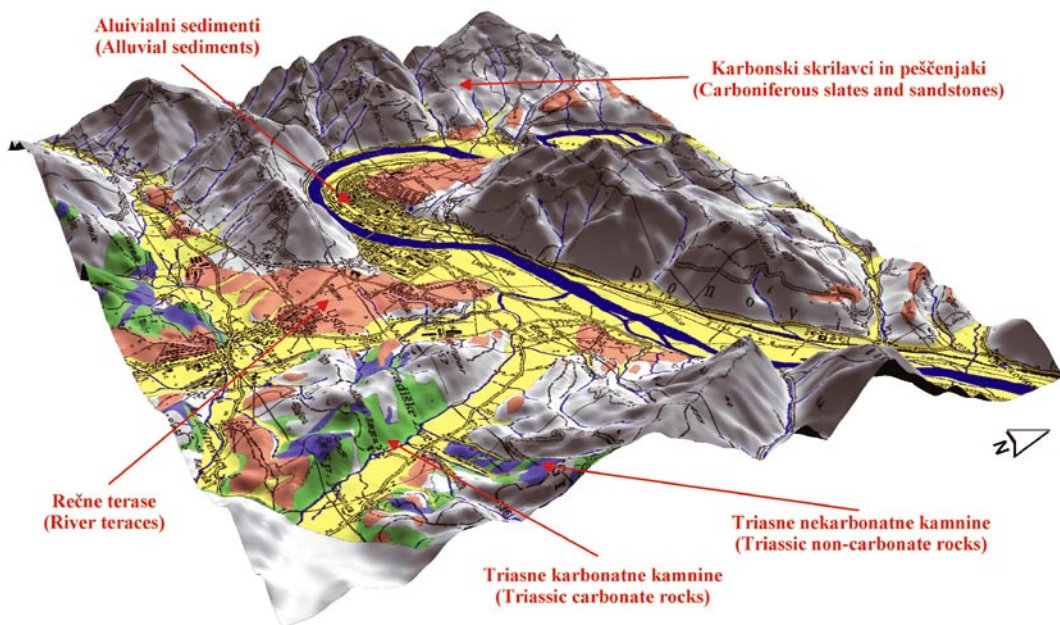 Aluivialni sedimenti
(Alluvial sediments)
Karbonski skrilavci in peščenjaki
(Carboniferous slates and sandstones)
P o n o v i
N
Rečne terase
(River teraces)
Triasne nekarbonatne kamnine
(Triassic non-carbonate rocks)
Triasne karbonatne kamnine
(Triassic carbonate rocks)